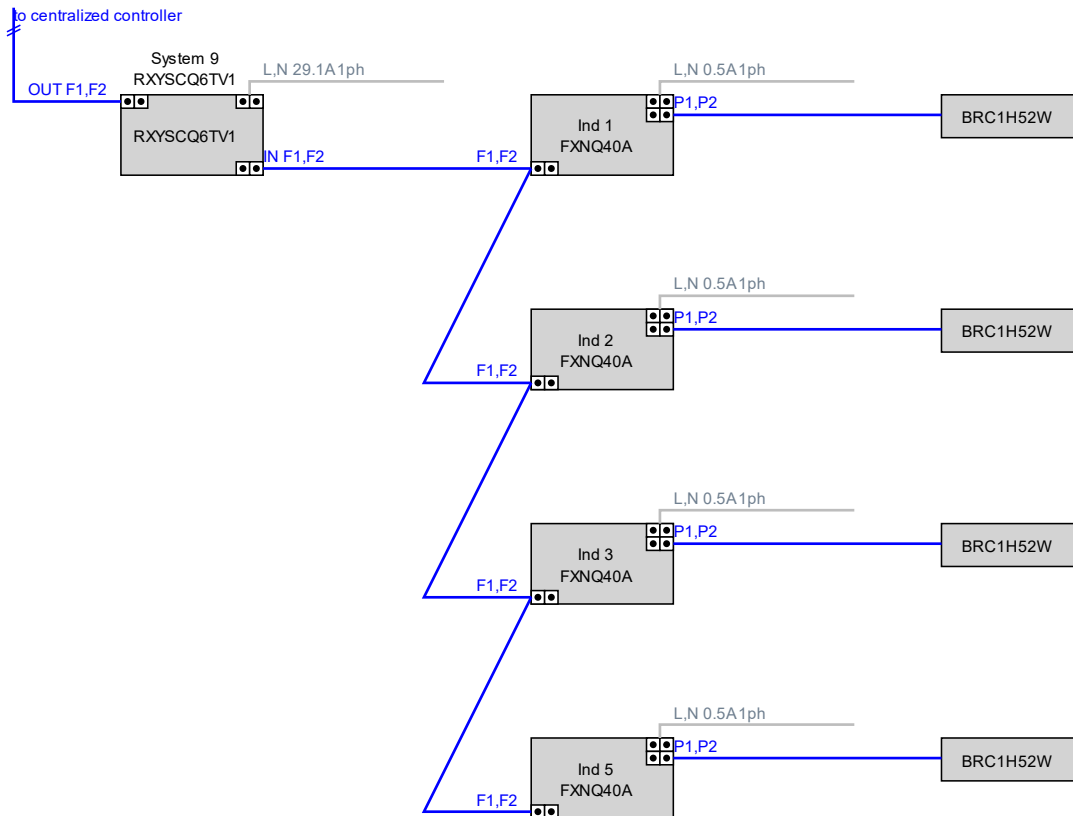 to centralized controller
System 9
RXYSCQ6TV1
L,N 29.1A1ph
OUT F1,F2
RXYSCQ6TV1
IN F1,F2
L,N 0.5A1ph
P1,P2
Ind 1
FXNQ40A
F1,F2
BRC1H52W
L,N 0.5A1ph
P1,P2
Ind 2
FXNQ40A
F1,F2
BRC1H52W
L,N 0.5A1ph
P1,P2
Ind 3
FXNQ40A
F1,F2
BRC1H52W
L,N 0.5A1ph
P1,P2
Ind 5
FXNQ40A
F1,F2
BRC1H52W